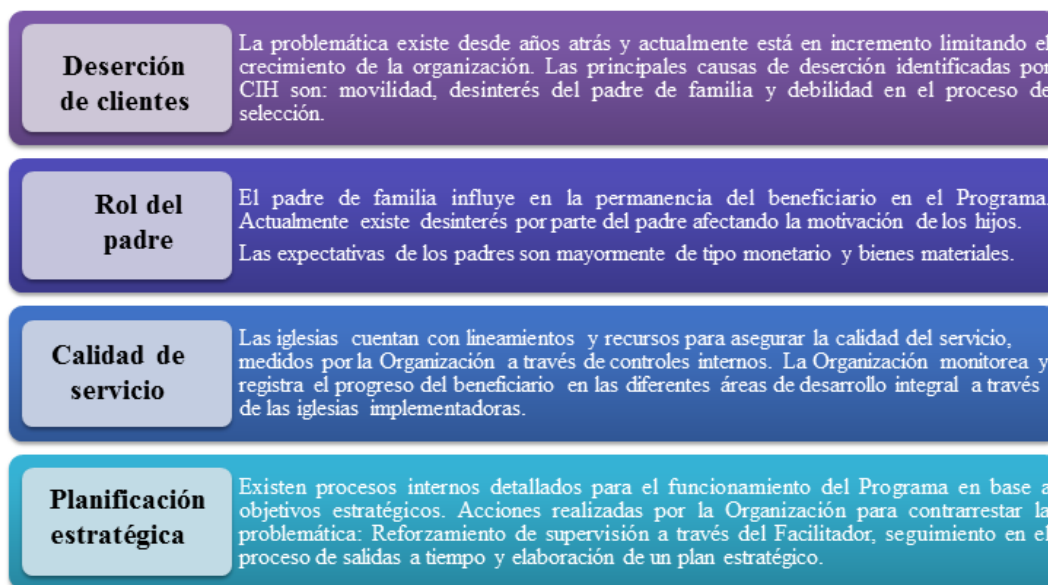 Deserción
de clientes
La problemática existe desde años atrás y actualmente está en incremento limitando el
crecimiento de la organización. Las principales causas de deserción identificadas por
CIH son: movilidad, desinterés del padre de familia y debilidad en el proceso de
selección.
Rol del
padre
El padre de familia influye en la permanencia del beneficiario en el Programa.
Actualmente existe desinterés por parte del padre afectando la motivación de los hijos.
Las expectativas de los padres son mayormente de tipo monetario y bienes materiales.
Calidad de
servicio
Las iglesias cuentan con lineamientos y recursos para asegurar la calidad del servicio,
medidos por la Organización a través de controles internos. La Organización monitorea y
registra el progreso del beneficiario en las diferentes áreas de desarrollo integral a través
de las iglesias implementadoras.
Planificación
estratégica
Existen procesos internos detallados para el funcionamiento del Programa en base a
objetivos estratégicos. Acciones realizadas por la Organización para contrarrestar la
problemática: Reforzamiento de supervisión a través del Facilitador, seguimiento en el
proceso de salidas a tiempo y elaboración de un plan estratégico.